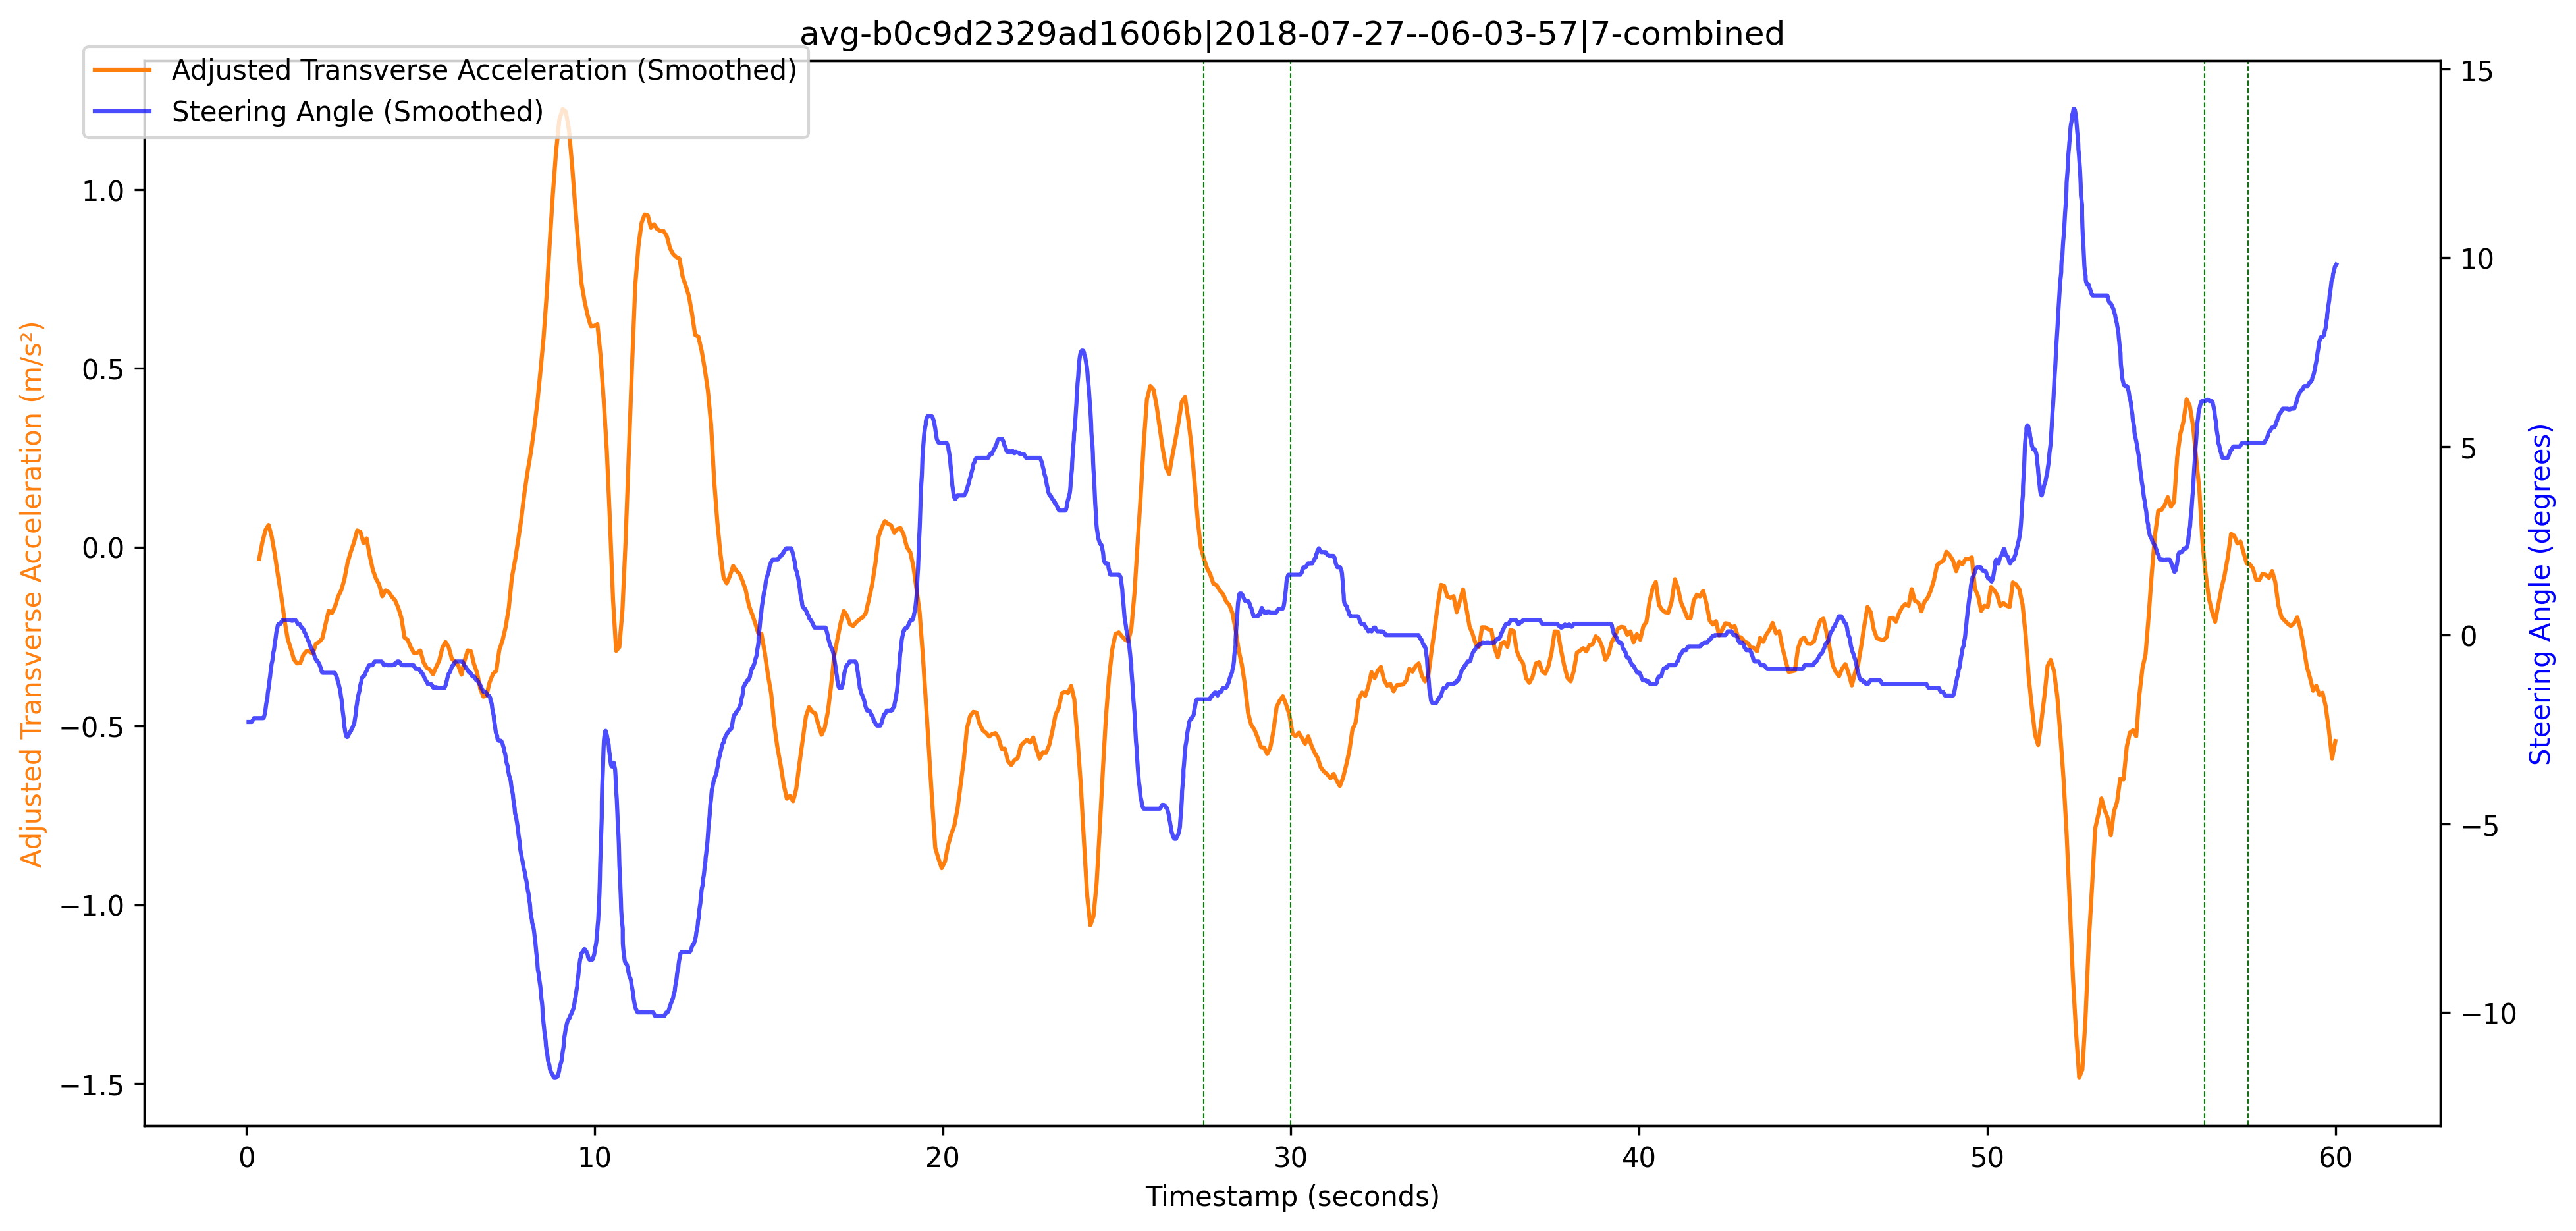 avg-b0c9d2329ad1606b|2018-07-27--06-03-57|7-combined
Adjusted Transverse Acceleration (Smoothed)
Steering Angle (Smoothed)
Adjusted Transverse Acceleration (m/s²)
1.0
0.5
0.0
−0.5
−1.0
−1.5
15
10
5
0
−5
−10
Steering Angle (degrees)
0 10 20 30 40 50 60
Timestamp (seconds)